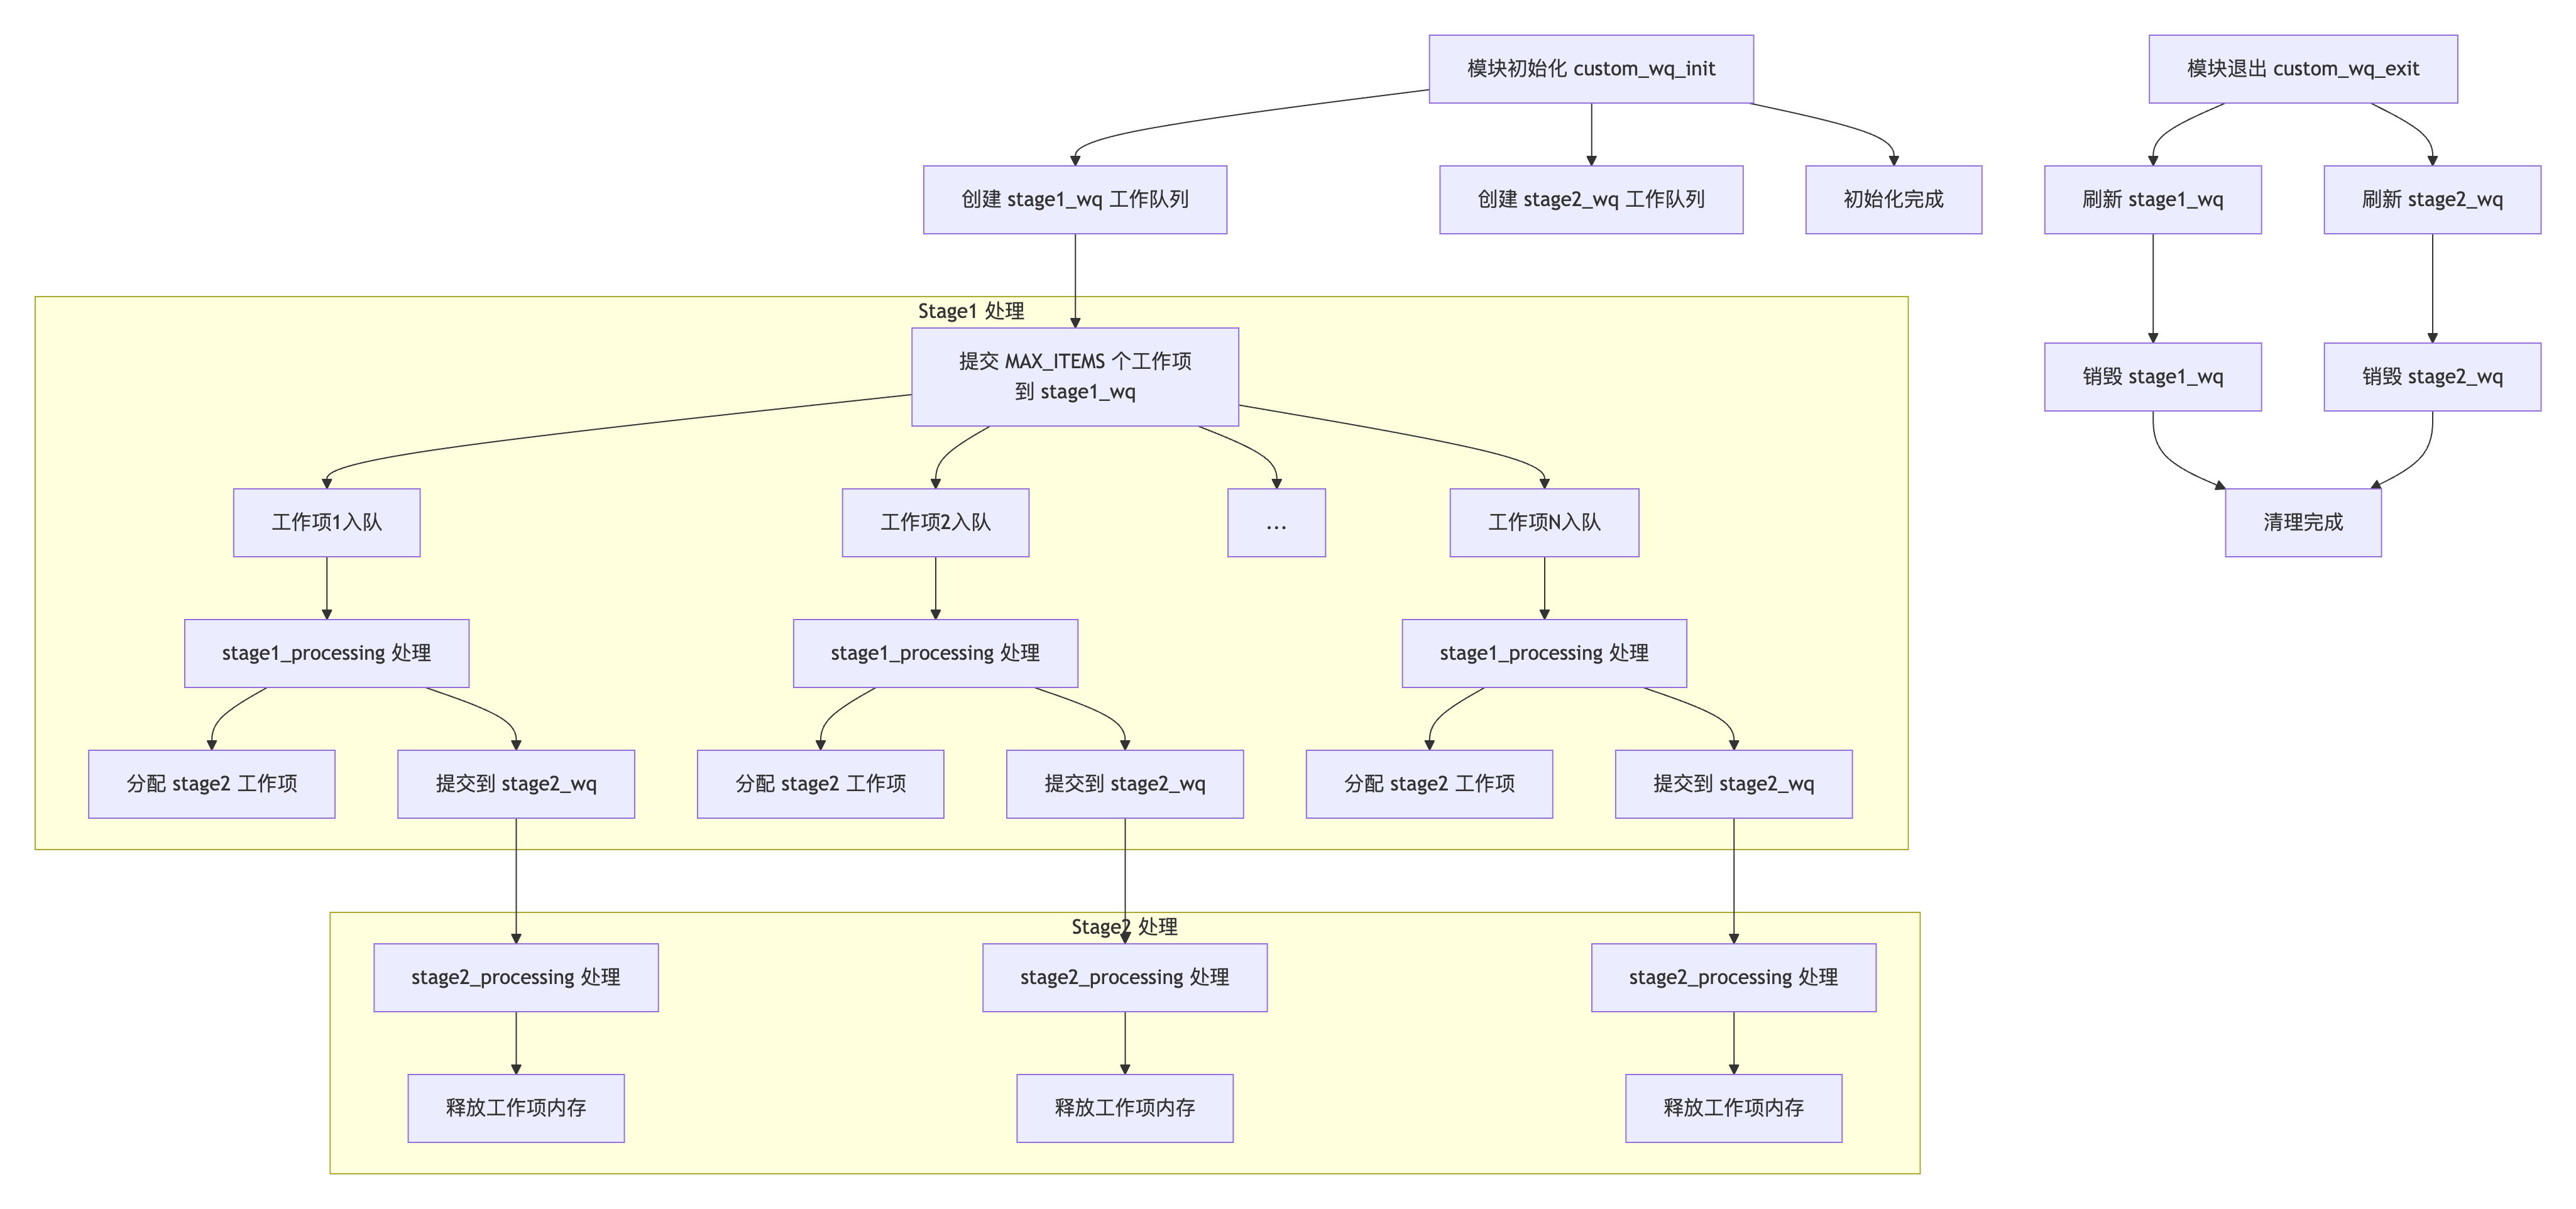 模块初始化 custom_wq_init
模块退出 custom_wq_exit
创建 stage1_wq 工作队列
创建 stage2_wq 工作队列
初始化完成
刷新 stage1_wq
刷新 stage2_wq
Stage1 处理
提交 MAX_ITEMS 个工作项
到 stage1_wq
销毁 stage1_wq
销毁 stage2_wq
工作项1入队
工作项2入队
...
工作项N入队
清理完成
stage1_processing 处理
stage1_processing 处理
stage1_processing 处理
分配 stage2 工作项
提交到 stage2_wq
分配 stage2 工作项
提交到 stage2_wq
分配 stage2 工作项
提交到 stage2_wq
Stage2 处理
stage2_processing 处理
stage2_processing 处理
stage2_processing 处理
释放工作项内存
释放工作项内存
释放工作项内存